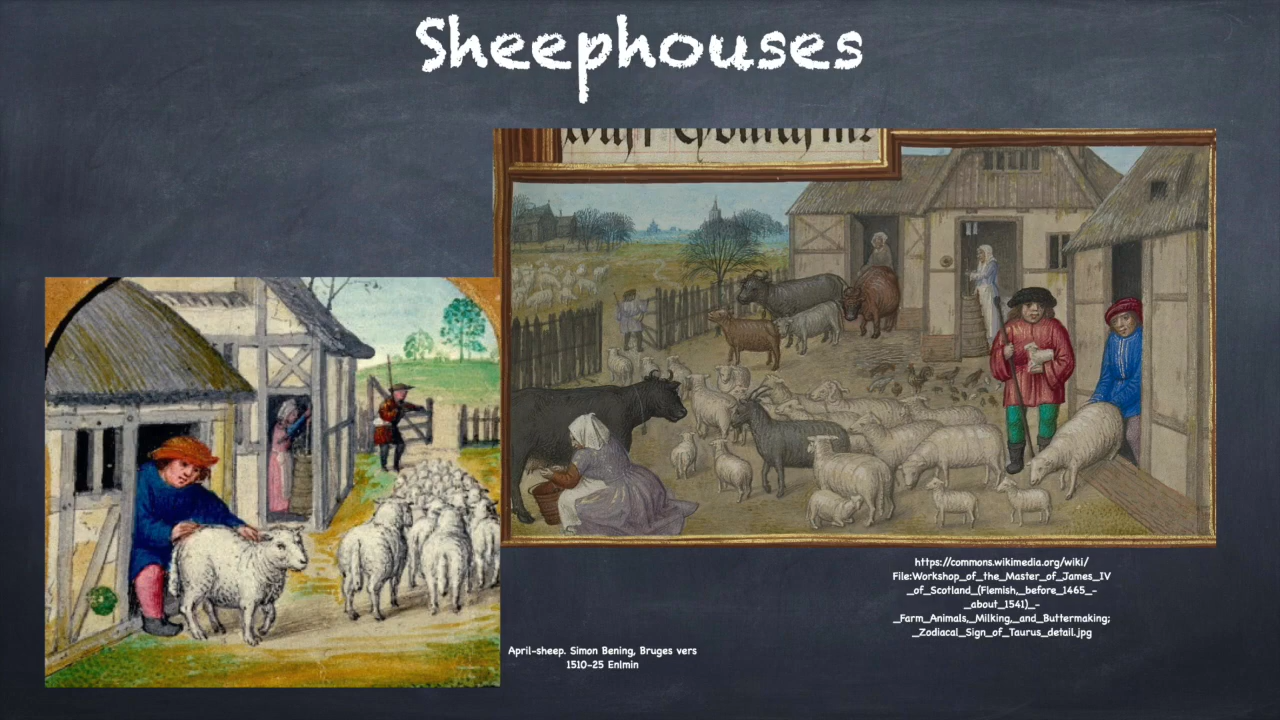 Sheephouses
https://commons.wikimedia.org/wiki/
File:Workshop_of_the_Master_of_James_IV
_of_Scotland_(Flemish,_before_1465_-
_about_1541)_-
_Farm_Animals,_Milking,_and_Buttermaking;
_Zodiacal_Sign_of_Taurus_detail.jpg
April-sheep. Simon Bening, Bruges vers
1510-25 Enlmin